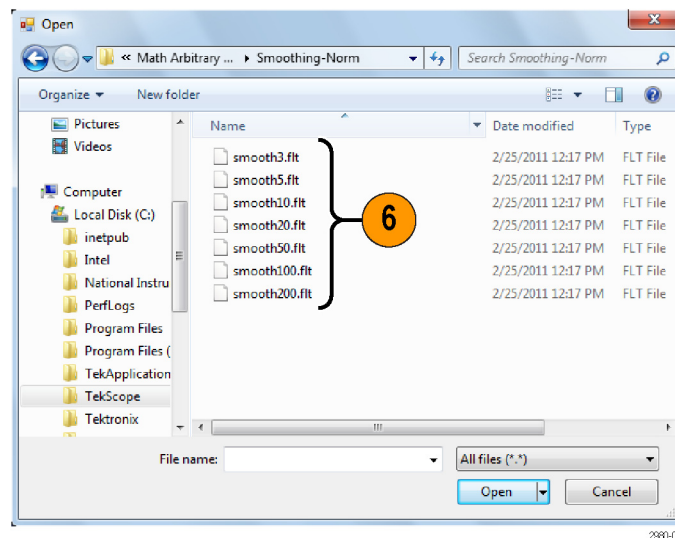 Open
« Math Arbitrary ... ▸ Smoothing-Norm
Search Smoothing-Norm
Organize
New folder
Pictures
Videos
Computer
Local Disk (C:)
inetpub
Intel
National Instru
PerfLogs
Program Files
Program Files (
TekApplication
TekScope
Tektronix
Name Date modified Type
smooth3.flt 2/25/2011 12:17 PM FLT File
smooth5.flt 2/25/2011 12:17 PM FLT File
smooth10.flt 2/25/2011 12:17 PM FLT File
smooth20.flt 2/25/2011 12:17 PM FLT File
smooth50.flt 2/25/2011 12:17 PM FLT File
smooth100.flt 2/25/2011 12:17 PM FLT File
smooth200.flt 2/25/2011 12:17 PM FLT File
6
File name:
All files (*.*)
Open
Cancel